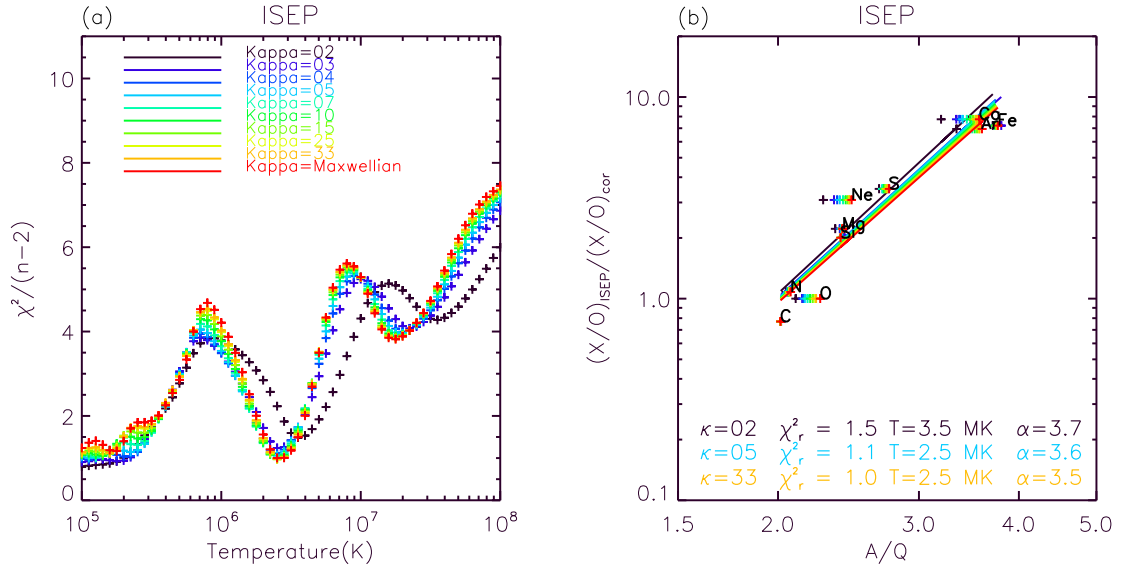 (a)
ISEP
Kappa=02
Kappa=03
Kappa=04
Kappa=05
Kappa=07
Kappa=10
Kappa=15
Kappa=25
Kappa=33
Kappa=Maxwellian
χ²/(n−2)
10
8
6
4
2
0
10⁵
10⁶
10⁷
10⁸
Temperature(K)
(b)
ISEP
(X/O)ISEP/(X/O)cor
10.0
1.0
0.1
Ca
Fe
Ar
S
Ne
Mg
Si
N
O
C
κ=02 χ²r = 1.5 T=3.5 MK α=3.7
κ=05 χ²r = 1.1 T=2.5 MK α=3.6
κ=33 χ²r = 1.0 T=2.5 MK α=3.5
1.5
2.0
3.0
4.0
5.0
A/Q